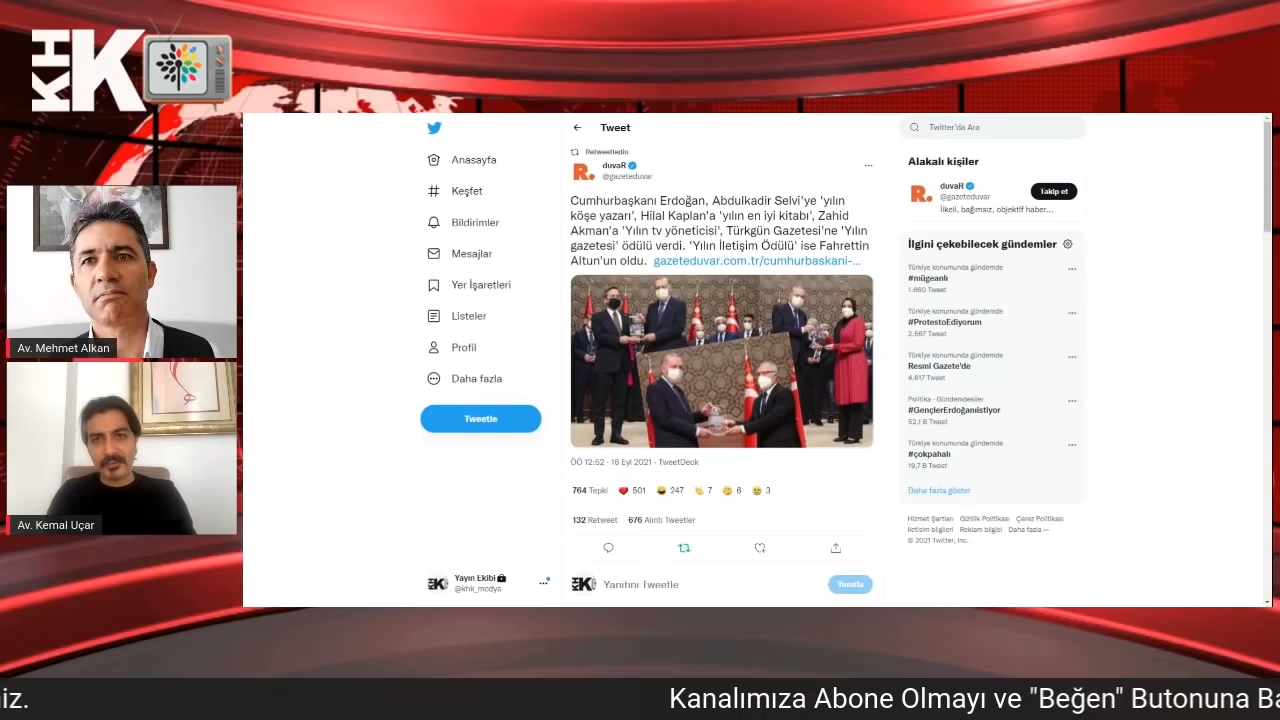 KHK
Av. Mehmet Alkan
Av. Kemal Uçar
Anasayfa
Keşfet
Bildirimler
Mesajlar
Yer İşaretleri
Listeler
Profil
Daha fazla
Tweetle
Yayın Ekibi
@khk_medya
Tweet
Retweetledin
duvaR
@gazeteduvar
Cumhurbaşkanı Erdoğan, Abdulkadir Selvi'ye 'yılın
köşe yazarı', Hilal Kaplan'a 'yılın en iyi kitabı', Zahid
Akman'a 'Yılın tv yöneticisi', Türkgün Gazetesi'ne 'Yılın
gazetesi' ödülü verdi. 'Yılın İletişim Ödülü' ise Fahrettin
Altun'un oldu. gazeteduvar.com.tr/cumhurbaskani-...
ÖÖ 12:52 · 16 Eyl 2021 · TweetDeck
764 Tepki 501 247 7 6 3
132 Retweet 676 Alıntı Tweetler
Yanıtını Tweetle
Yanıtla
Twitter'da Ara
Alakalı kişiler
duvaR
@gazeteduvar
Takip et
İlkeli, bağımsız, objektif haber...
İlgini çekebilecek gündemler
Türkiye konumunda gündemde
#mügeanlı
1.660 Tweet
Türkiye konumunda gündemde
#ProtestoEdiyorum
2.567 Tweet
Türkiye konumunda gündemde
Resmi Gazete'de
4.617 Tweet
Politika · Gündemdekiler
#GençlerErdoğanıistiyor
52,1 B Tweet
Türkiye konumunda gündemde
#çokpahalı
19,7 B Tweet
Daha fazla göster
Hizmet Şartları Gizlilik Politikası Çerez Politikası
İletişim bilgileri Reklam bilgisi Daha fazla
© 2021 Twitter, Inc.
iz. Kanalımıza Abone Olmayı ve "Beğen" Butonuna Ba